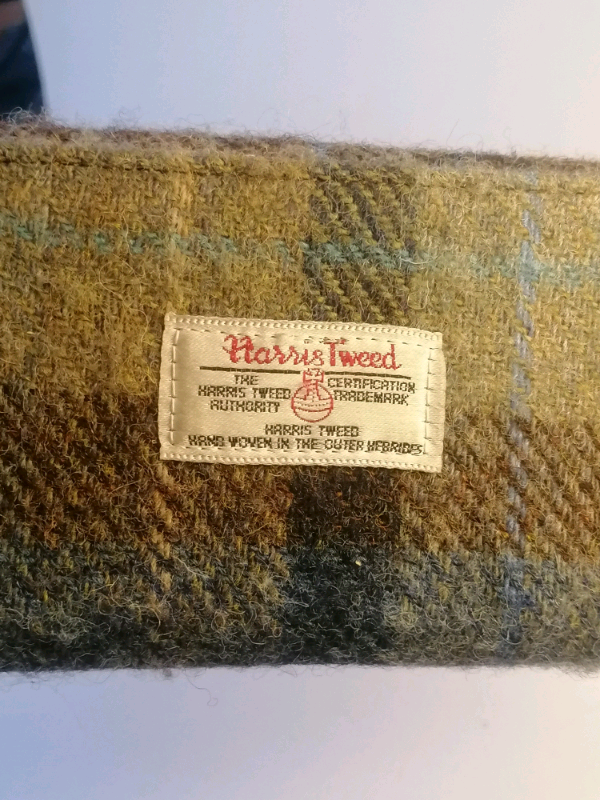 Harris Tweed
THE
HARRIS TWEED
AUTHORITY
CERTIFICATION
TRADEMARK
HARRIS TWEED
HAND WOVEN IN THE OUTER HEBRIDES